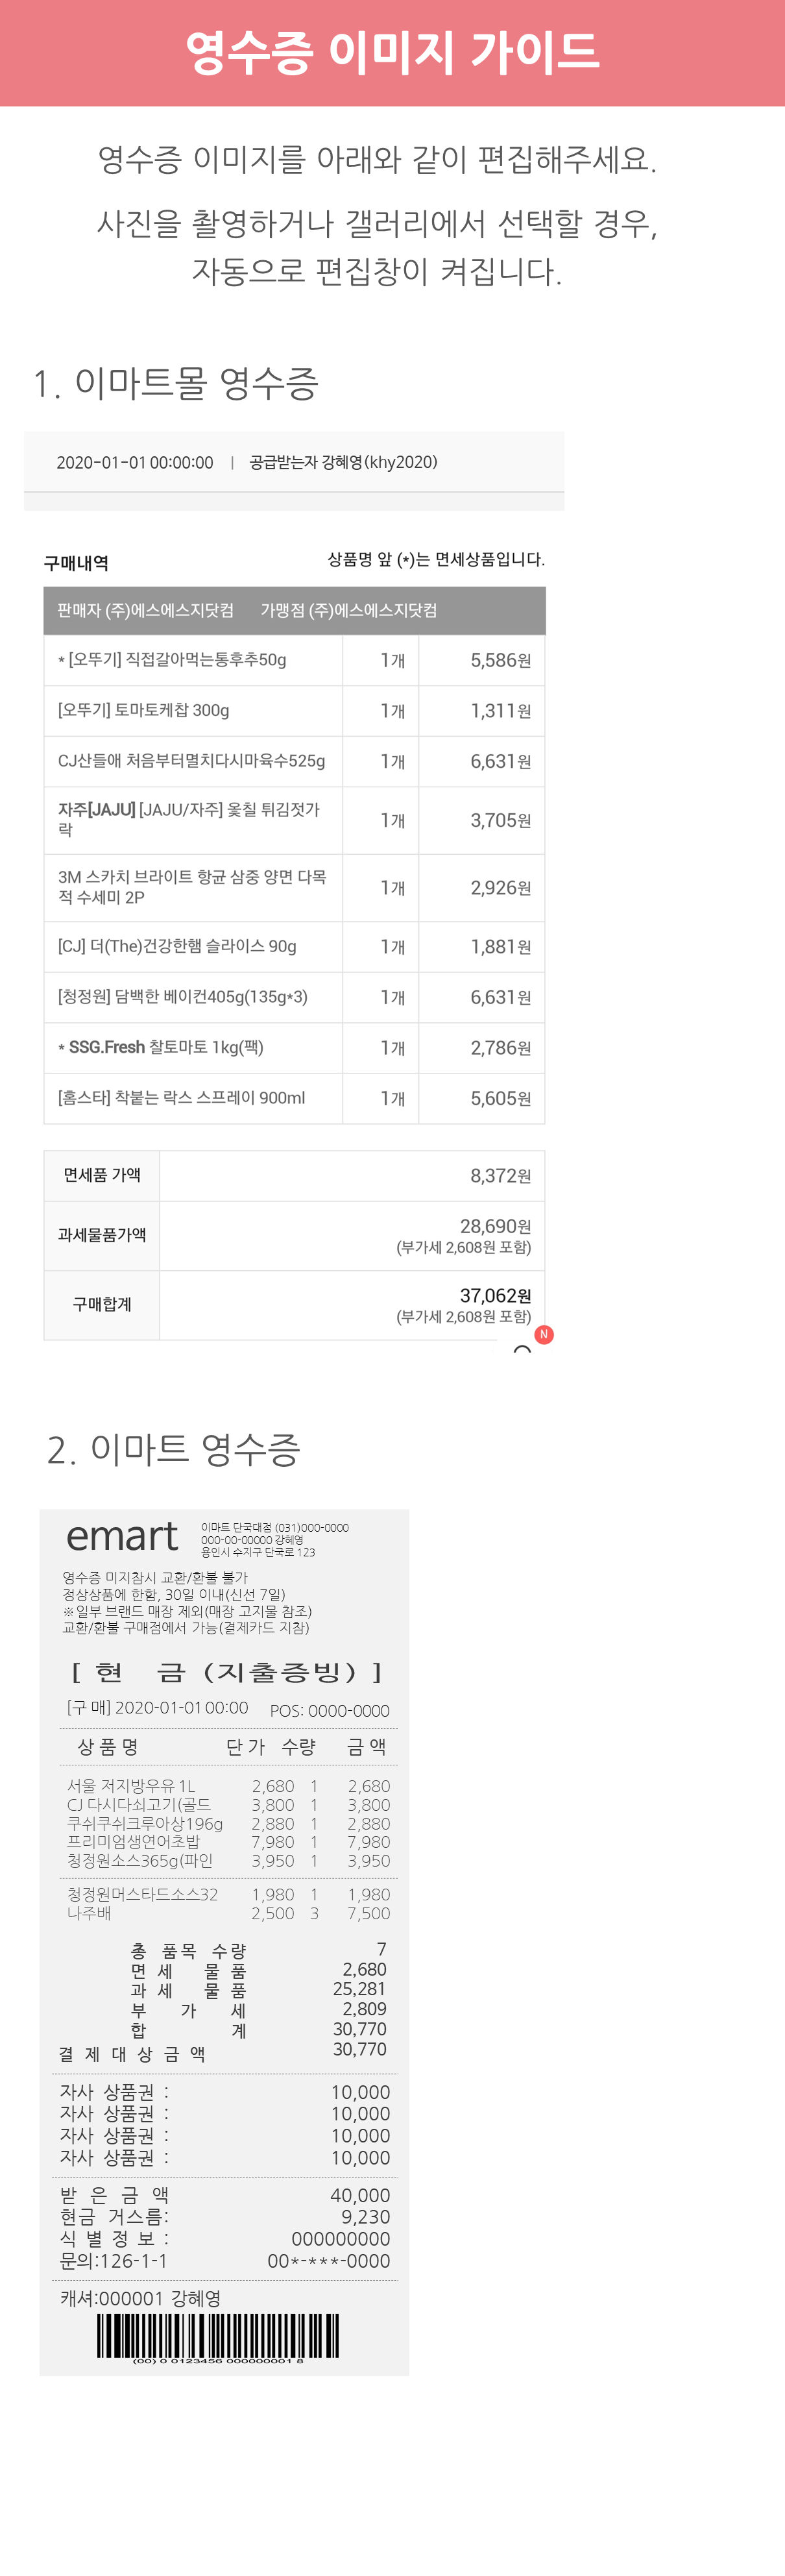 영수증 이미지 가이드
영수증 이미지를 아래와 같이 편집해주세요.
사진을 촬영하거나 갤러리에서 선택할 경우,
자동으로 편집창이 켜집니다.
1. 이마트몰 영수증
2020-01-01 00:00:00 | 공급받는자 강혜영(khy2020)
구매내역 상품명 앞 (*)는 면세상품입니다.
판매자 (주)에스에스지닷컴 가맹점 (주)에스에스지닷컴
* [오뚜기] 직접갈아먹는통후추50g 1개 5,586원
[오뚜기] 토마토케찹 300g 1개 1,311원
CJ산들애 처음부터멸치다시마육수525g 1개 6,631원
자주[JAJU] [JAJU/자주] 옻칠 튀김젓가
락 1개 3,705원
3M 스카치 브라이트 항균 삼중 양면 다목
적 수세미 2P 1개 2,926원
[CJ] 더(The)건강한햄 슬라이스 90g 1개 1,881원
[청정원] 담백한 베이컨405g(135g*3) 1개 6,631원
* SSG.Fresh 찰토마토 1kg(팩) 1개 2,786원
[홈스타] 착붙는 락스 스프레이 900ml 1개 5,605원
면세품 가액 8,372원
과세물품가액 28,690원
(부가세 2,608원 포함)
구매합계 37,062원
(부가세 2,608원 포함)
N
2. 이마트 영수증
emart
이마트 단국대점 (031)000-0000
000-00-00000 강혜영
용인시 수지구 단국로 123
영수증 미지참시 교환/환불 불가
정상상품에 한함, 30일 이내(신선 7일)
※일부 브랜드 매장 제외(매장 고지물 참조)
교환/환불 구매점에서 가능(결제카드 지참)
[ 현 금 (지출증빙) ]
[구 매] 2020-01-01 00:00 POS: 0000-0000
상 품 명 단 가 수량 금 액
서울 저지방우유 1L 2,680 1 2,680
CJ 다시다쇠고기(골드 3,800 1 3,800
쿠쉬쿠쉬크루아상196g 2,880 1 2,880
프리미엄생연어초밥 7,980 1 7,980
청정원소스365g(파인 3,950 1 3,950
청정원머스타드소스32 1,980 1 1,980
나주배 2,500 3 7,500
총 품목 수량 7
면 세 물 품 2,680
과 세 물 품 25,281
부 가 세 2,809
합 계 30,770
결 제 대 상 금 액 30,770
자사 상품권 : 10,000
자사 상품권 : 10,000
자사 상품권 : 10,000
자사 상품권 : 10,000
받 은 금 액 40,000
현금 거스름: 9,230
식 별 정 보 : 000000000
문의:126-1-1 00*-***-0000
캐셔:000001 강혜영
(00) 0 0123456 000000001 8